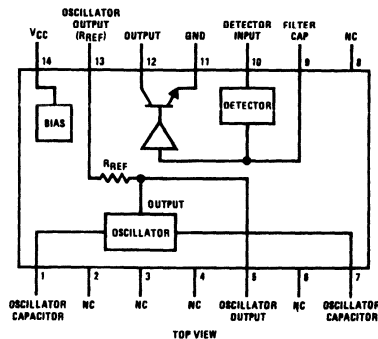 OSCILLATOR
OUTPUT
(RREF)
VCC
OUTPUT
GND
DETECTOR
INPUT
FILTER
CAP
NC
14
13
12
11
10
9
8
BIAS
DETECTOR
RREF
OUTPUT
OSCILLATOR
1
2
3
4
5
6
7
OSCILLATOR
CAPACITOR
NC
NC
NC
OSCILLATOR
OUTPUT
NC
OSCILLATOR
CAPACITOR
TOP VIEW